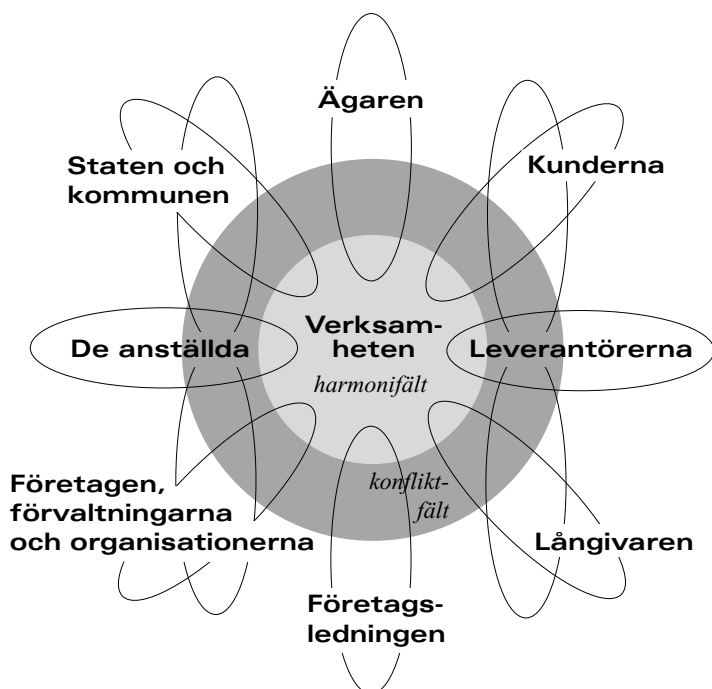 Ägaren
Staten och
kommunen
Kunderna
De anställda
Verksam-
heten
harmonifält
Leverantörerna
Företagen,
förvaltningarna
och organisationerna
konflikt-
fält
Långivaren
Företags-
ledningen